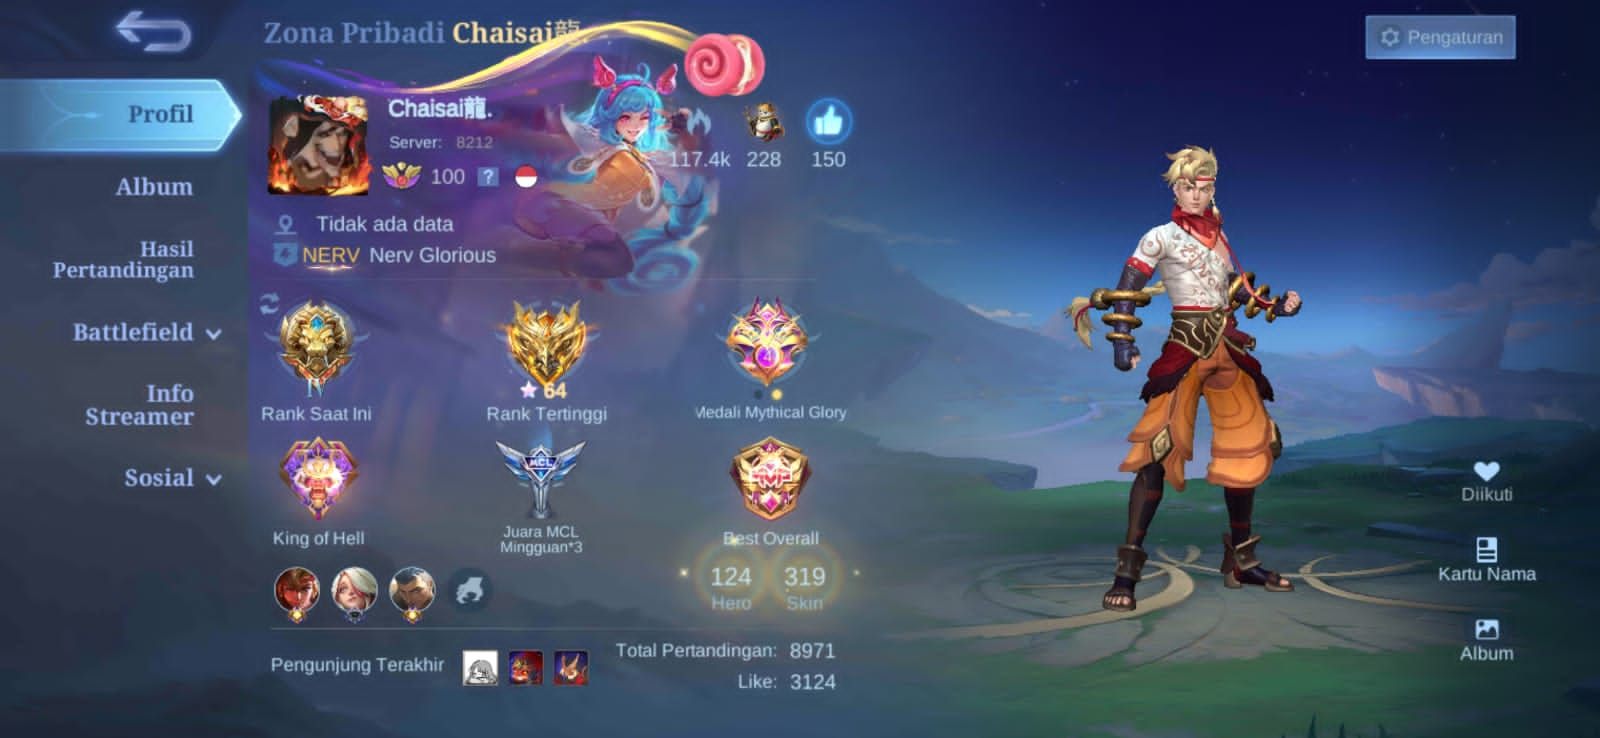 Zona Pribadi Chaisai龍.
Pengaturan
Profil
Album
Hasil
Pertandingan
Battlefield
Info
Streamer
Sosial
Chaisai龍.
Server: 8212
100 ?
117.4k 228 150
Tidak ada data
NERV Nerv Glorious
IV
64
4
Rank Saat Ini
Rank Tertinggi
Medali Mythical Glory
MCL
King of Hell
Juara MCL
Mingguan*3
Best Overall
124 319
Hero Skin
Pengunjung Terakhir
Total Pertandingan: 8971
Like: 3124
Diikuti
Kartu Nama
Album